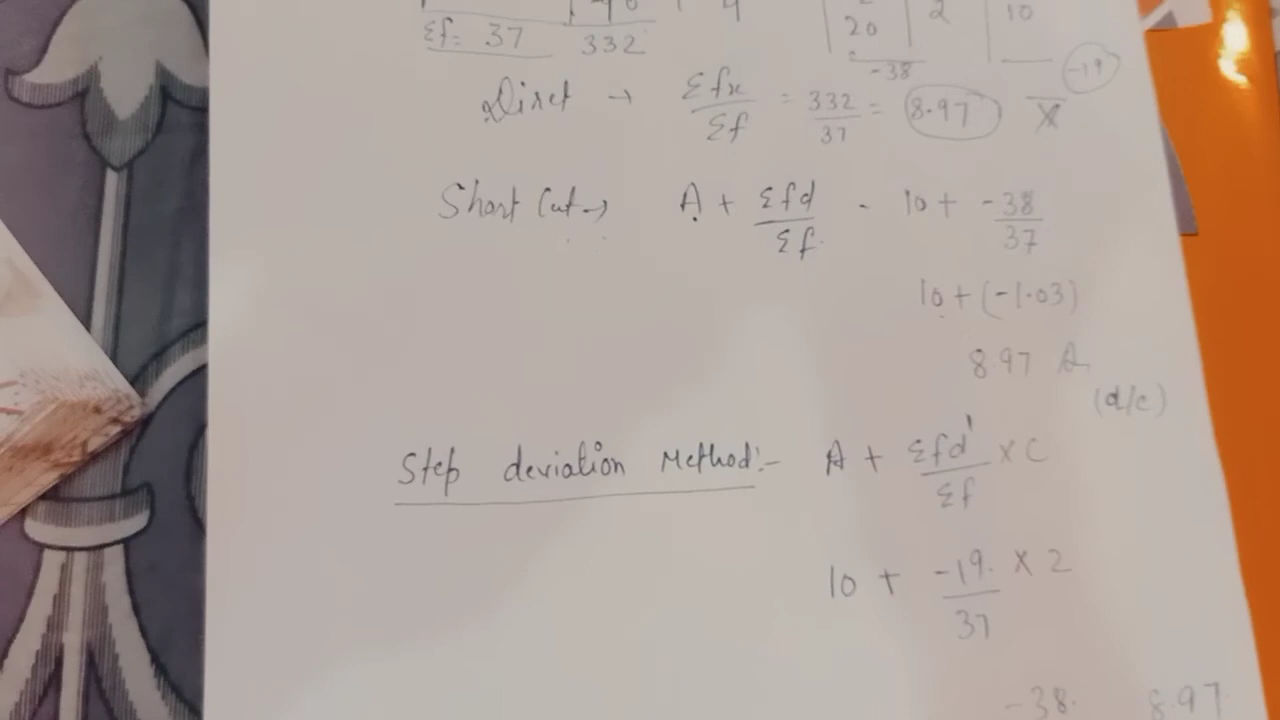 20 2 10
Σf= 37 332
-38 -19
Direct → Σfx/Σf = 332/37 = 8.97 X̄
Short Cut → A + Σfd/Σf - 10 + -38/37
10 + (-1.03)
8.97 A
(d/c)
Step deviation Method:- A + Σfd'/Σf × C
10 + -19/37 × 2
-38 8.97